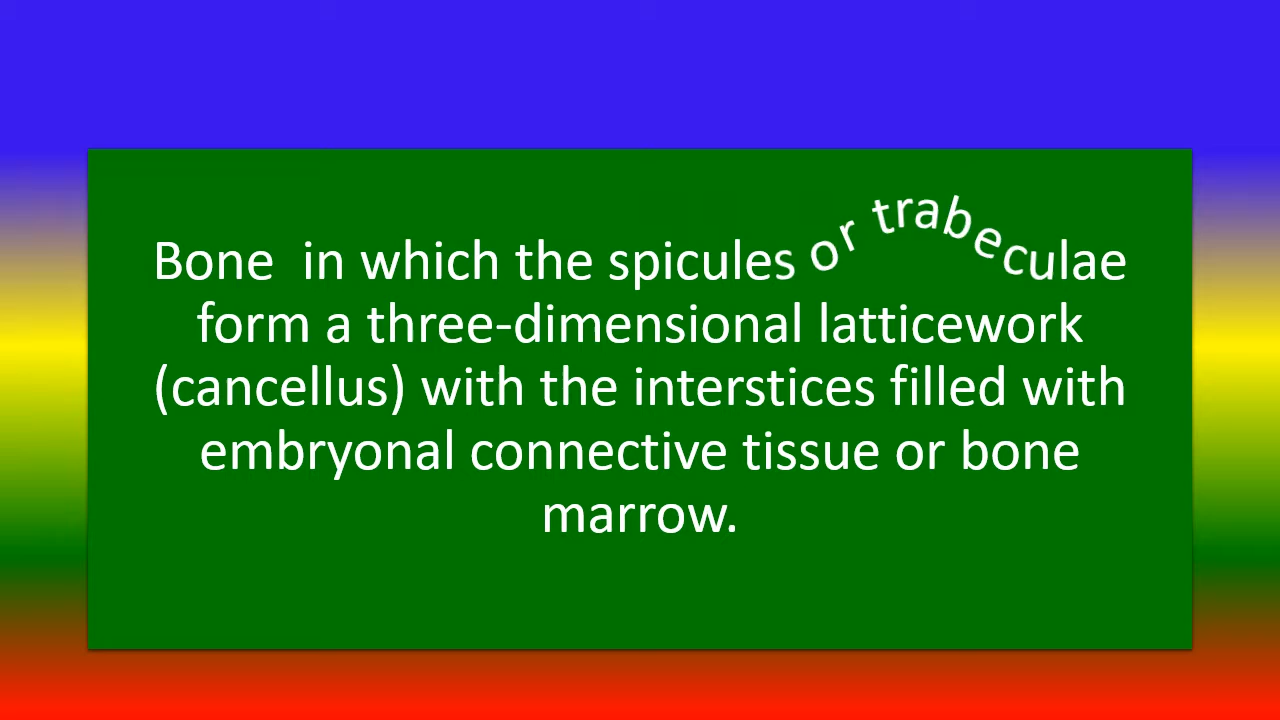 Bone  in which the spicules or trabeculae
form a three-dimensional latticework
(cancellus) with the interstices filled with
embryonal connective tissue or bone
marrow.